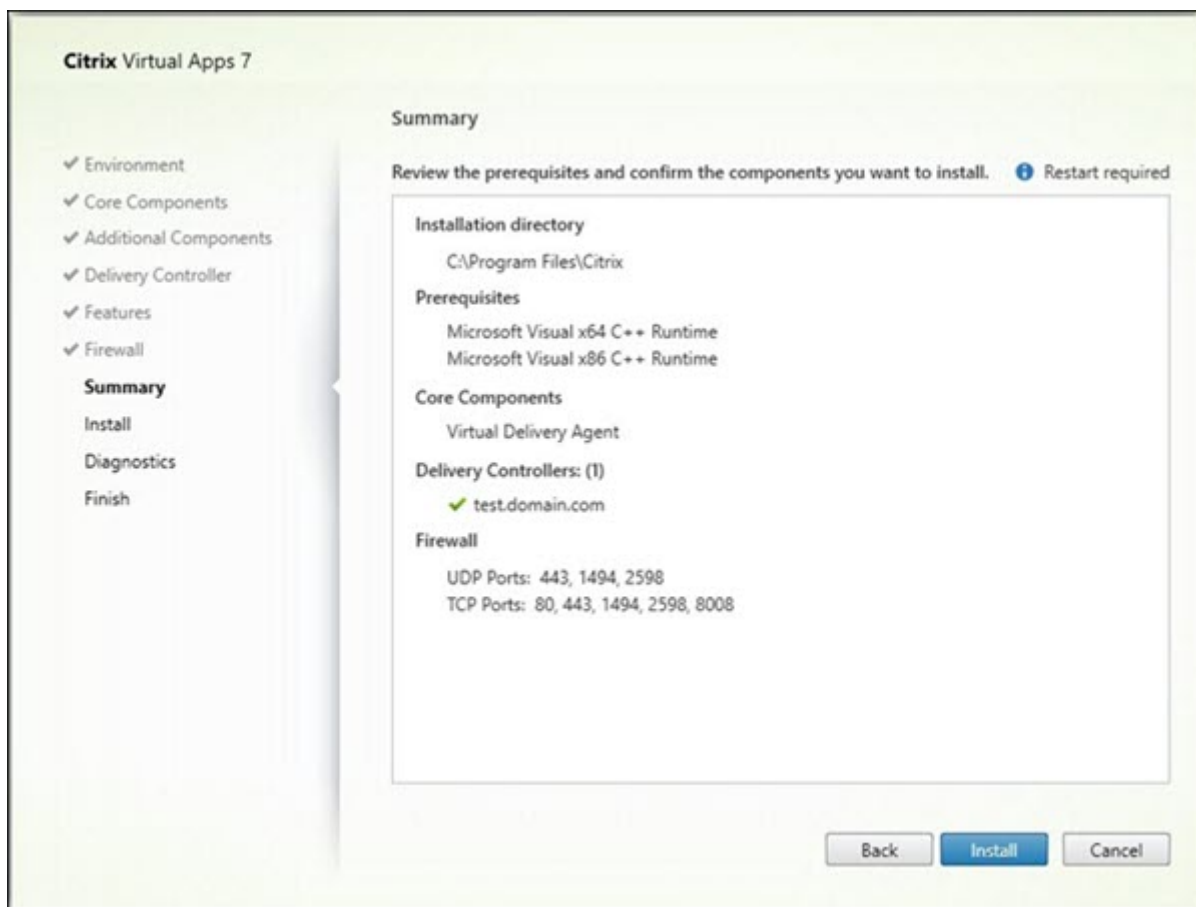 Citrix Virtual Apps 7
Environment
Core Components
Additional Components
Delivery Controller
Features
Firewall
Summary
Install
Diagnostics
Finish
Summary
Review the prerequisites and confirm the components you want to install. Restart required
Installation directory
C:\Program Files\Citrix
Prerequisites
Microsoft Visual x64 C++ Runtime
Microsoft Visual x86 C++ Runtime
Core Components
Virtual Delivery Agent
Delivery Controllers: (1)
test.domain.com
Firewall
UDP Ports: 443, 1494, 2598
TCP Ports: 80, 443, 1494, 2598, 8008
Back Install Cancel